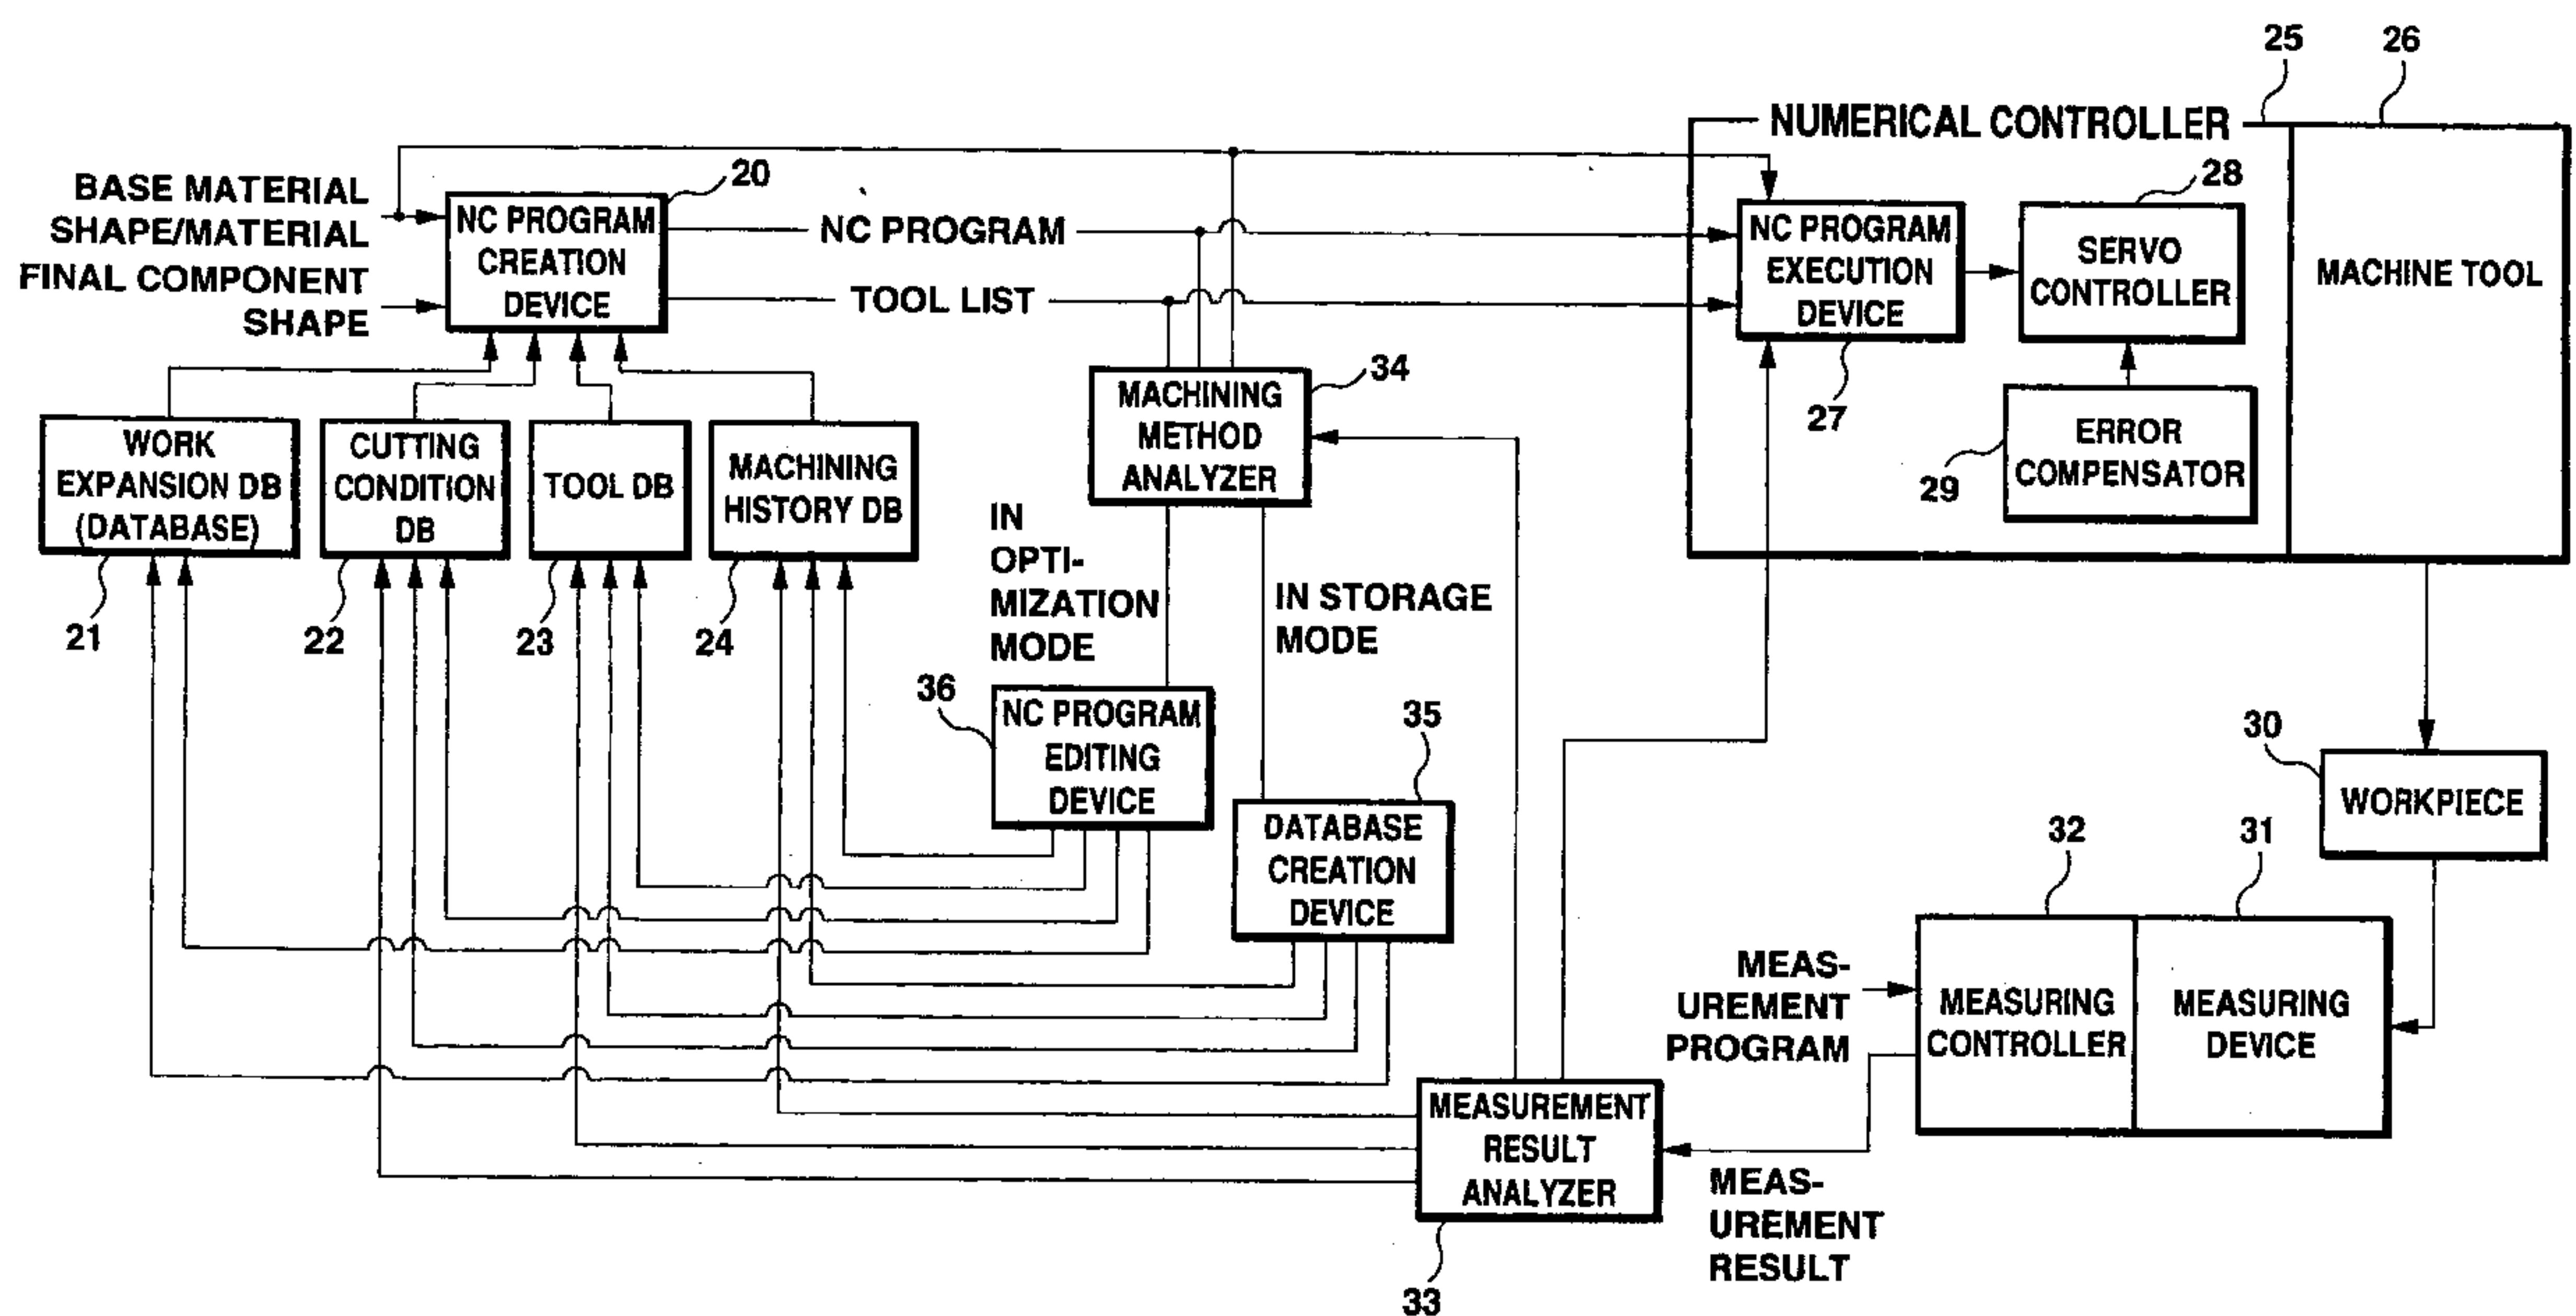 25
26
NUMERICAL CONTROLLER
BASE MATERIAL
SHAPE/MATERIAL
FINAL COMPONENT
SHAPE
20
NC PROGRAM
CREATION
DEVICE
NC PROGRAM
TOOL LIST
NC PROGRAM
EXECUTION
DEVICE
27
28
SERVO
CONTROLLER
ERROR
COMPENSATOR
29
MACHINE TOOL
WORK
EXPANSION DB
(DATABASE)
21
CUTTING
CONDITION
DB
22
TOOL DB
23
MACHINING
HISTORY DB
24
MACHINING
METHOD
ANALYZER
34
IN
OPTI-
MIZATION
MODE
IN STORAGE
MODE
36
NC PROGRAM
EDITING
DEVICE
35
DATABASE
CREATION
DEVICE
30
WORKPIECE
32
31
MEASURING
CONTROLLER
MEASURING
DEVICE
MEAS-
UREMENT
PROGRAM
MEASUREMENT
RESULT
ANALYZER
33
MEAS-
UREMENT
RESULT